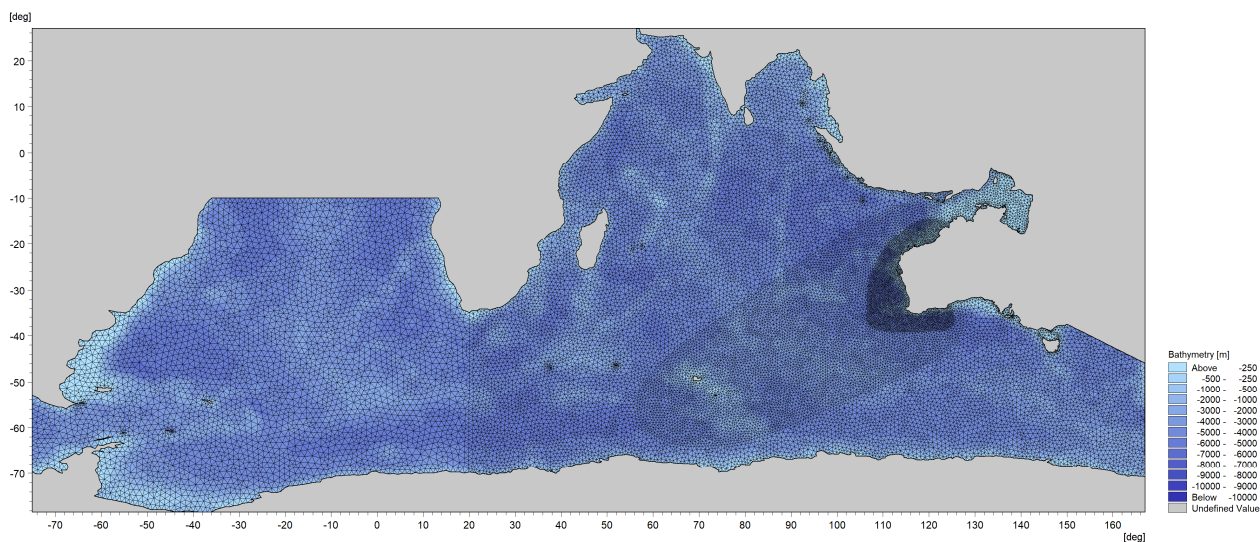 [deg]
20
10
0
-10
-20
-30
-40
-50
-60
-70
-70 -60 -50 -40 -30 -20 -10 0 10 20 30 40 50 60 70 80 90 100 110 120 130 140 150 160
[deg]
Bathymetry [m]
Above -250
-500 - -250
-1000 - -500
-2000 - -1000
-3000 - -2000
-4000 - -3000
-5000 - -4000
-6000 - -5000
-7000 - -6000
-8000 - -7000
-9000 - -8000
-10000 - -9000
Below -10000
Undefined Value